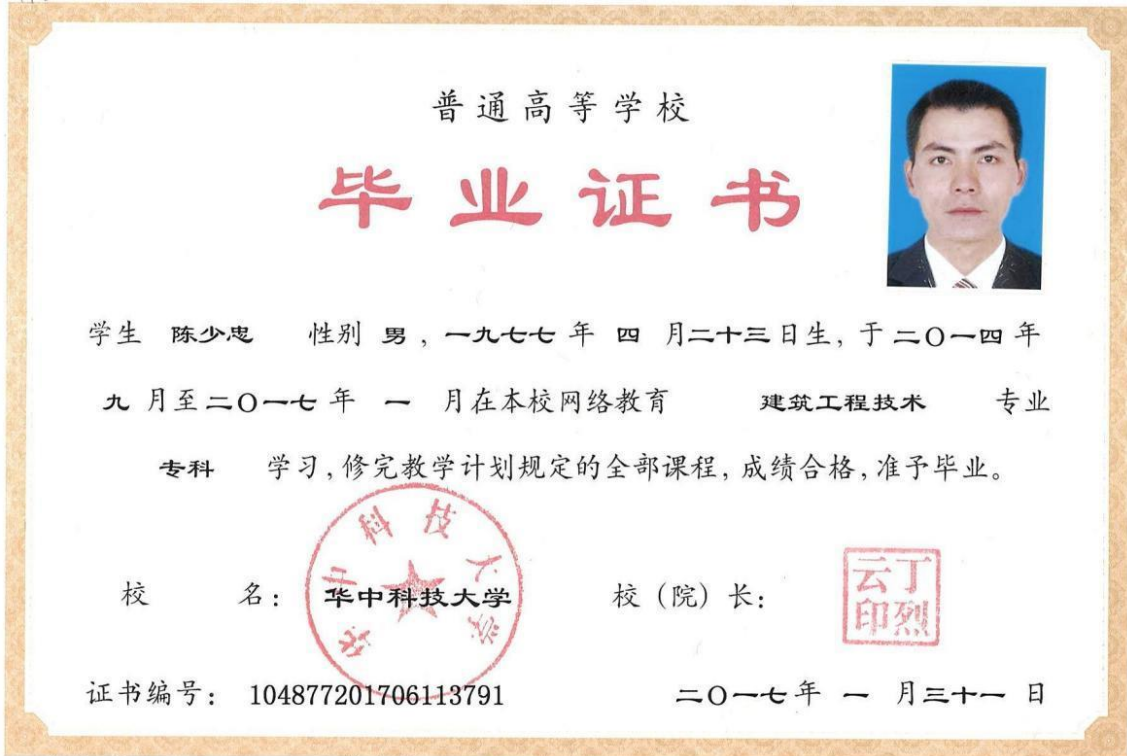 普通高等学校
毕业证书
学生 陈少忠 性别 男，一九七七 年 四 月二十三日生，于二〇一四 年
九 月至二〇一七 年 一 月在本校网络教育 建筑工程技术 专业
专科 学习，修完教学计划规定的全部课程，成绩合格，准予毕业。
华中科技大学
校 名： 华中科技大学 校（院）长： 丁烈云印
证书编号： 104877201706113791 二〇一七 年 一 月三十一 日